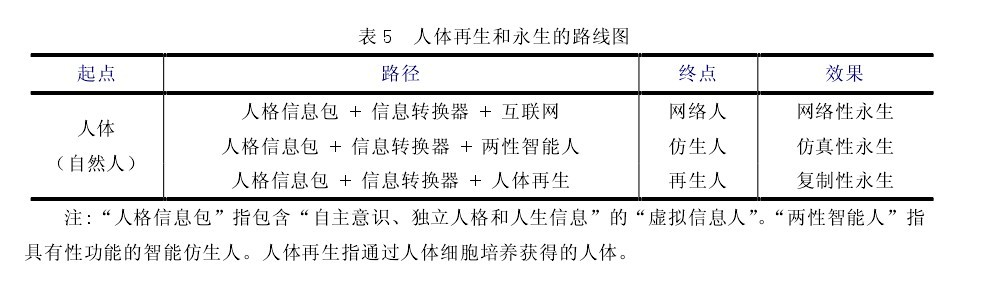 表 5 人体再生和永生的路线图
起点 路径 终点 效果
人体
（自然人）
人格信息包 + 信息转换器 + 互联网 网络人 网络性永生
人格信息包 + 信息转换器 + 两性智能人 仿生人 仿真性永生
人格信息包 + 信息转换器 + 人体再生 再生人 复制性永生
注：“人格信息包”指包含“自主意识、独立人格和人生信息”的“虚拟信息人”。“两性智能人”指
具有性功能的智能仿生人。人体再生指通过人体细胞培养获得的人体。